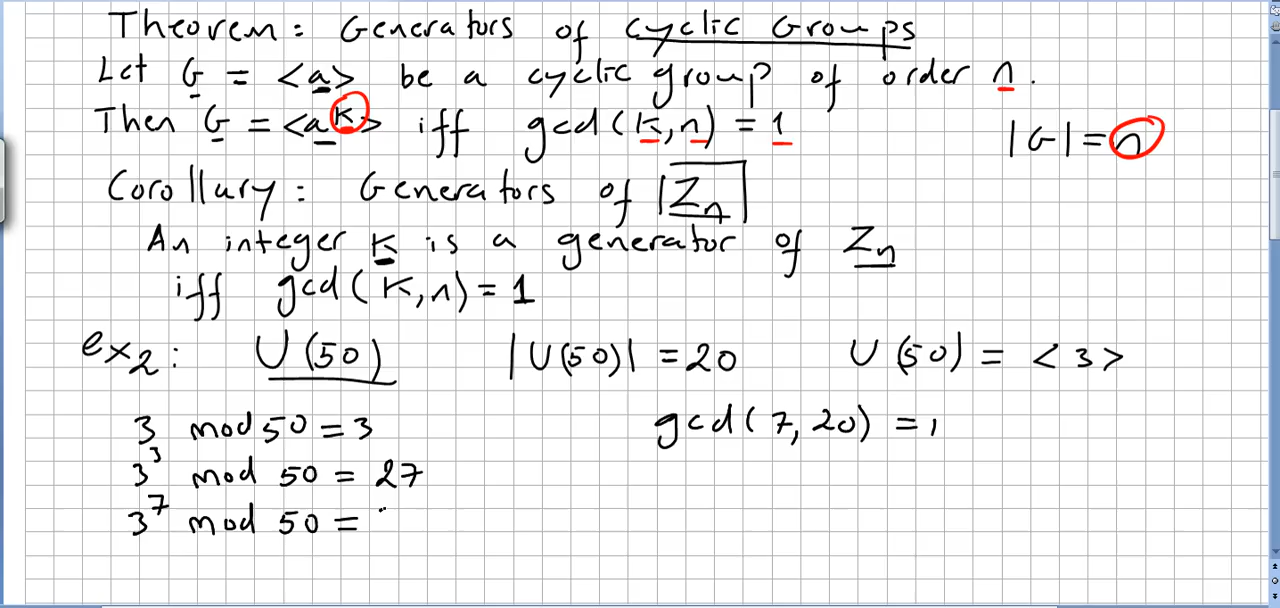 Theorem: Generators of Cyclic Groups
Let G = <a> be a cyclic group of order n.
Then G = <a^k> iff gcd(k,n) = 1
|G| = n
Corollary: Generators of Z_n
An integer k is a generator of Z_n
iff gcd(k,n) = 1
ex2: U(50) |U(50)| = 20 U(50) = <3>
3 mod 50 = 3 gcd(7,20) = 1
3^3 mod 50 = 27
3^7 mod 50 =